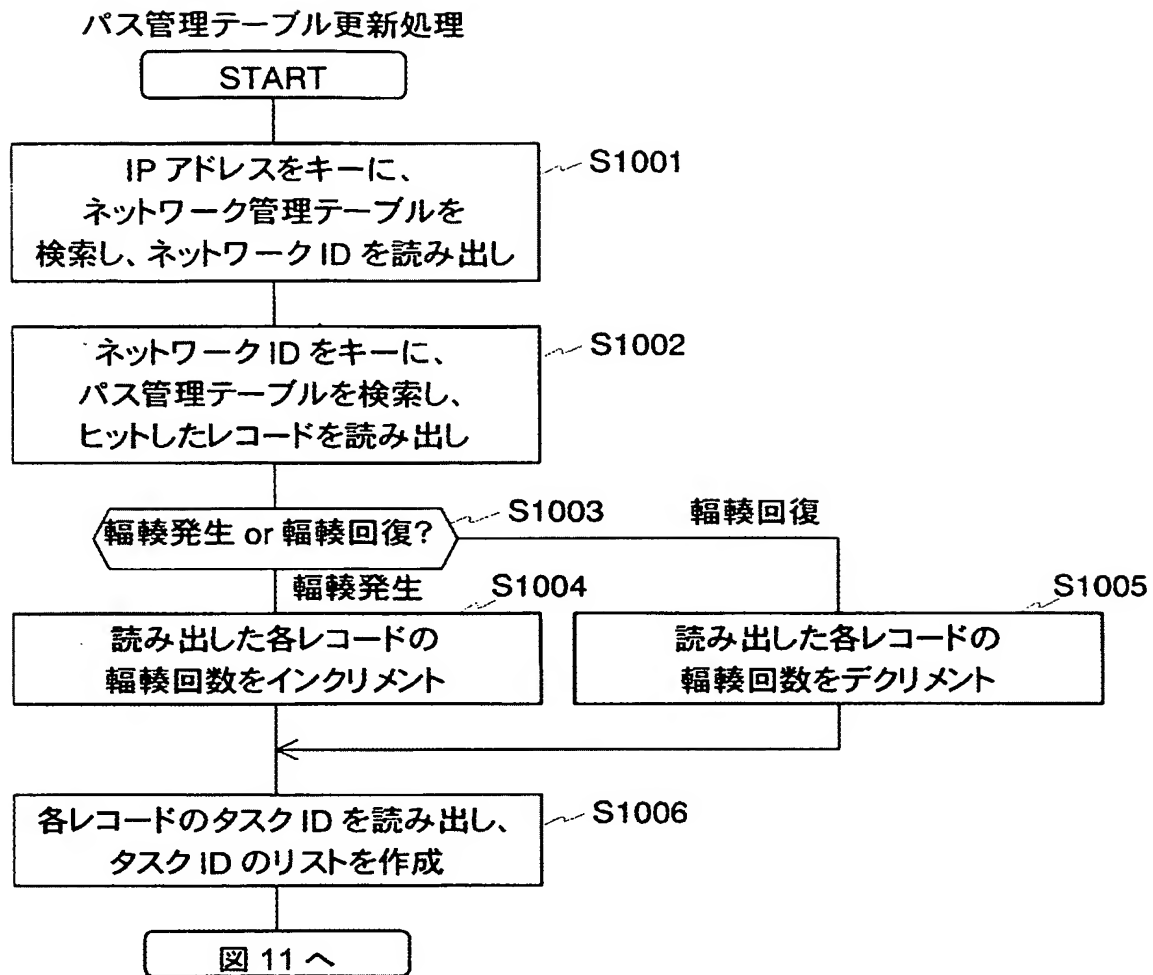 パス管理テーブル更新処理
START
IP アドレスをキーに、
ネットワーク管理テーブルを
検索し、ネットワーク ID を読み出し
S1001
ネットワーク ID をキーに、
パス管理テーブルを検索し、
ヒットしたレコードを読み出し
S1002
輻輳発生 or 輻輳回復?
S1003
輻輳回復
輻輳発生
S1004
S1005
読み出した各レコードの
輻輳回数をインクリメント
読み出した各レコードの
輻輳回数をデクリメント
各レコードのタスク ID を読み出し、
タスク ID のリストを作成
S1006
図 11 へ